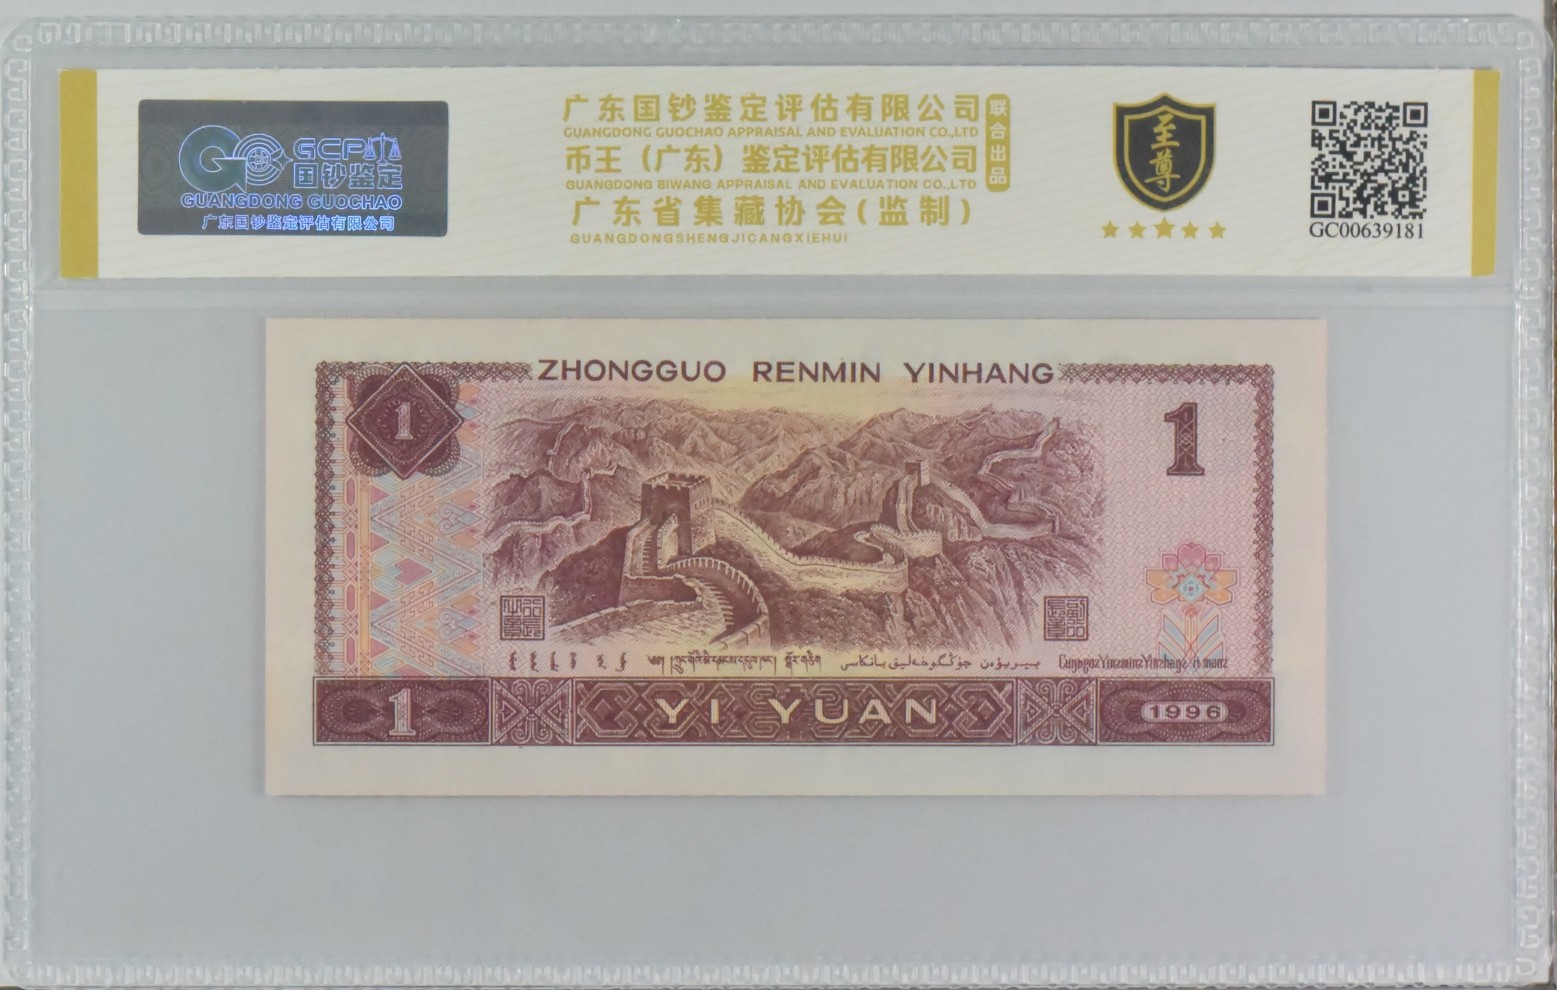 GCP
国钞鉴定
GUANGDONG GUOCHAO
广东国钞鉴定评估有限公司
广东国钞鉴定评估有限公司
GUANGDONG GUOCHAO APPRAISAL AND EVALUATION CO.,LTD
币王（广东）鉴定评估有限公司
GUANGDONG BIWANG APPRAISAL AND EVALUATION CO.,LTD
广东省集藏协会(监制)
GUANGDONGSHENGJICANGXIEHUI
联合出品
至尊
GC00639181
ZHONGGUO RENMIN YINHANG
1
1
1
YI YUAN
1996